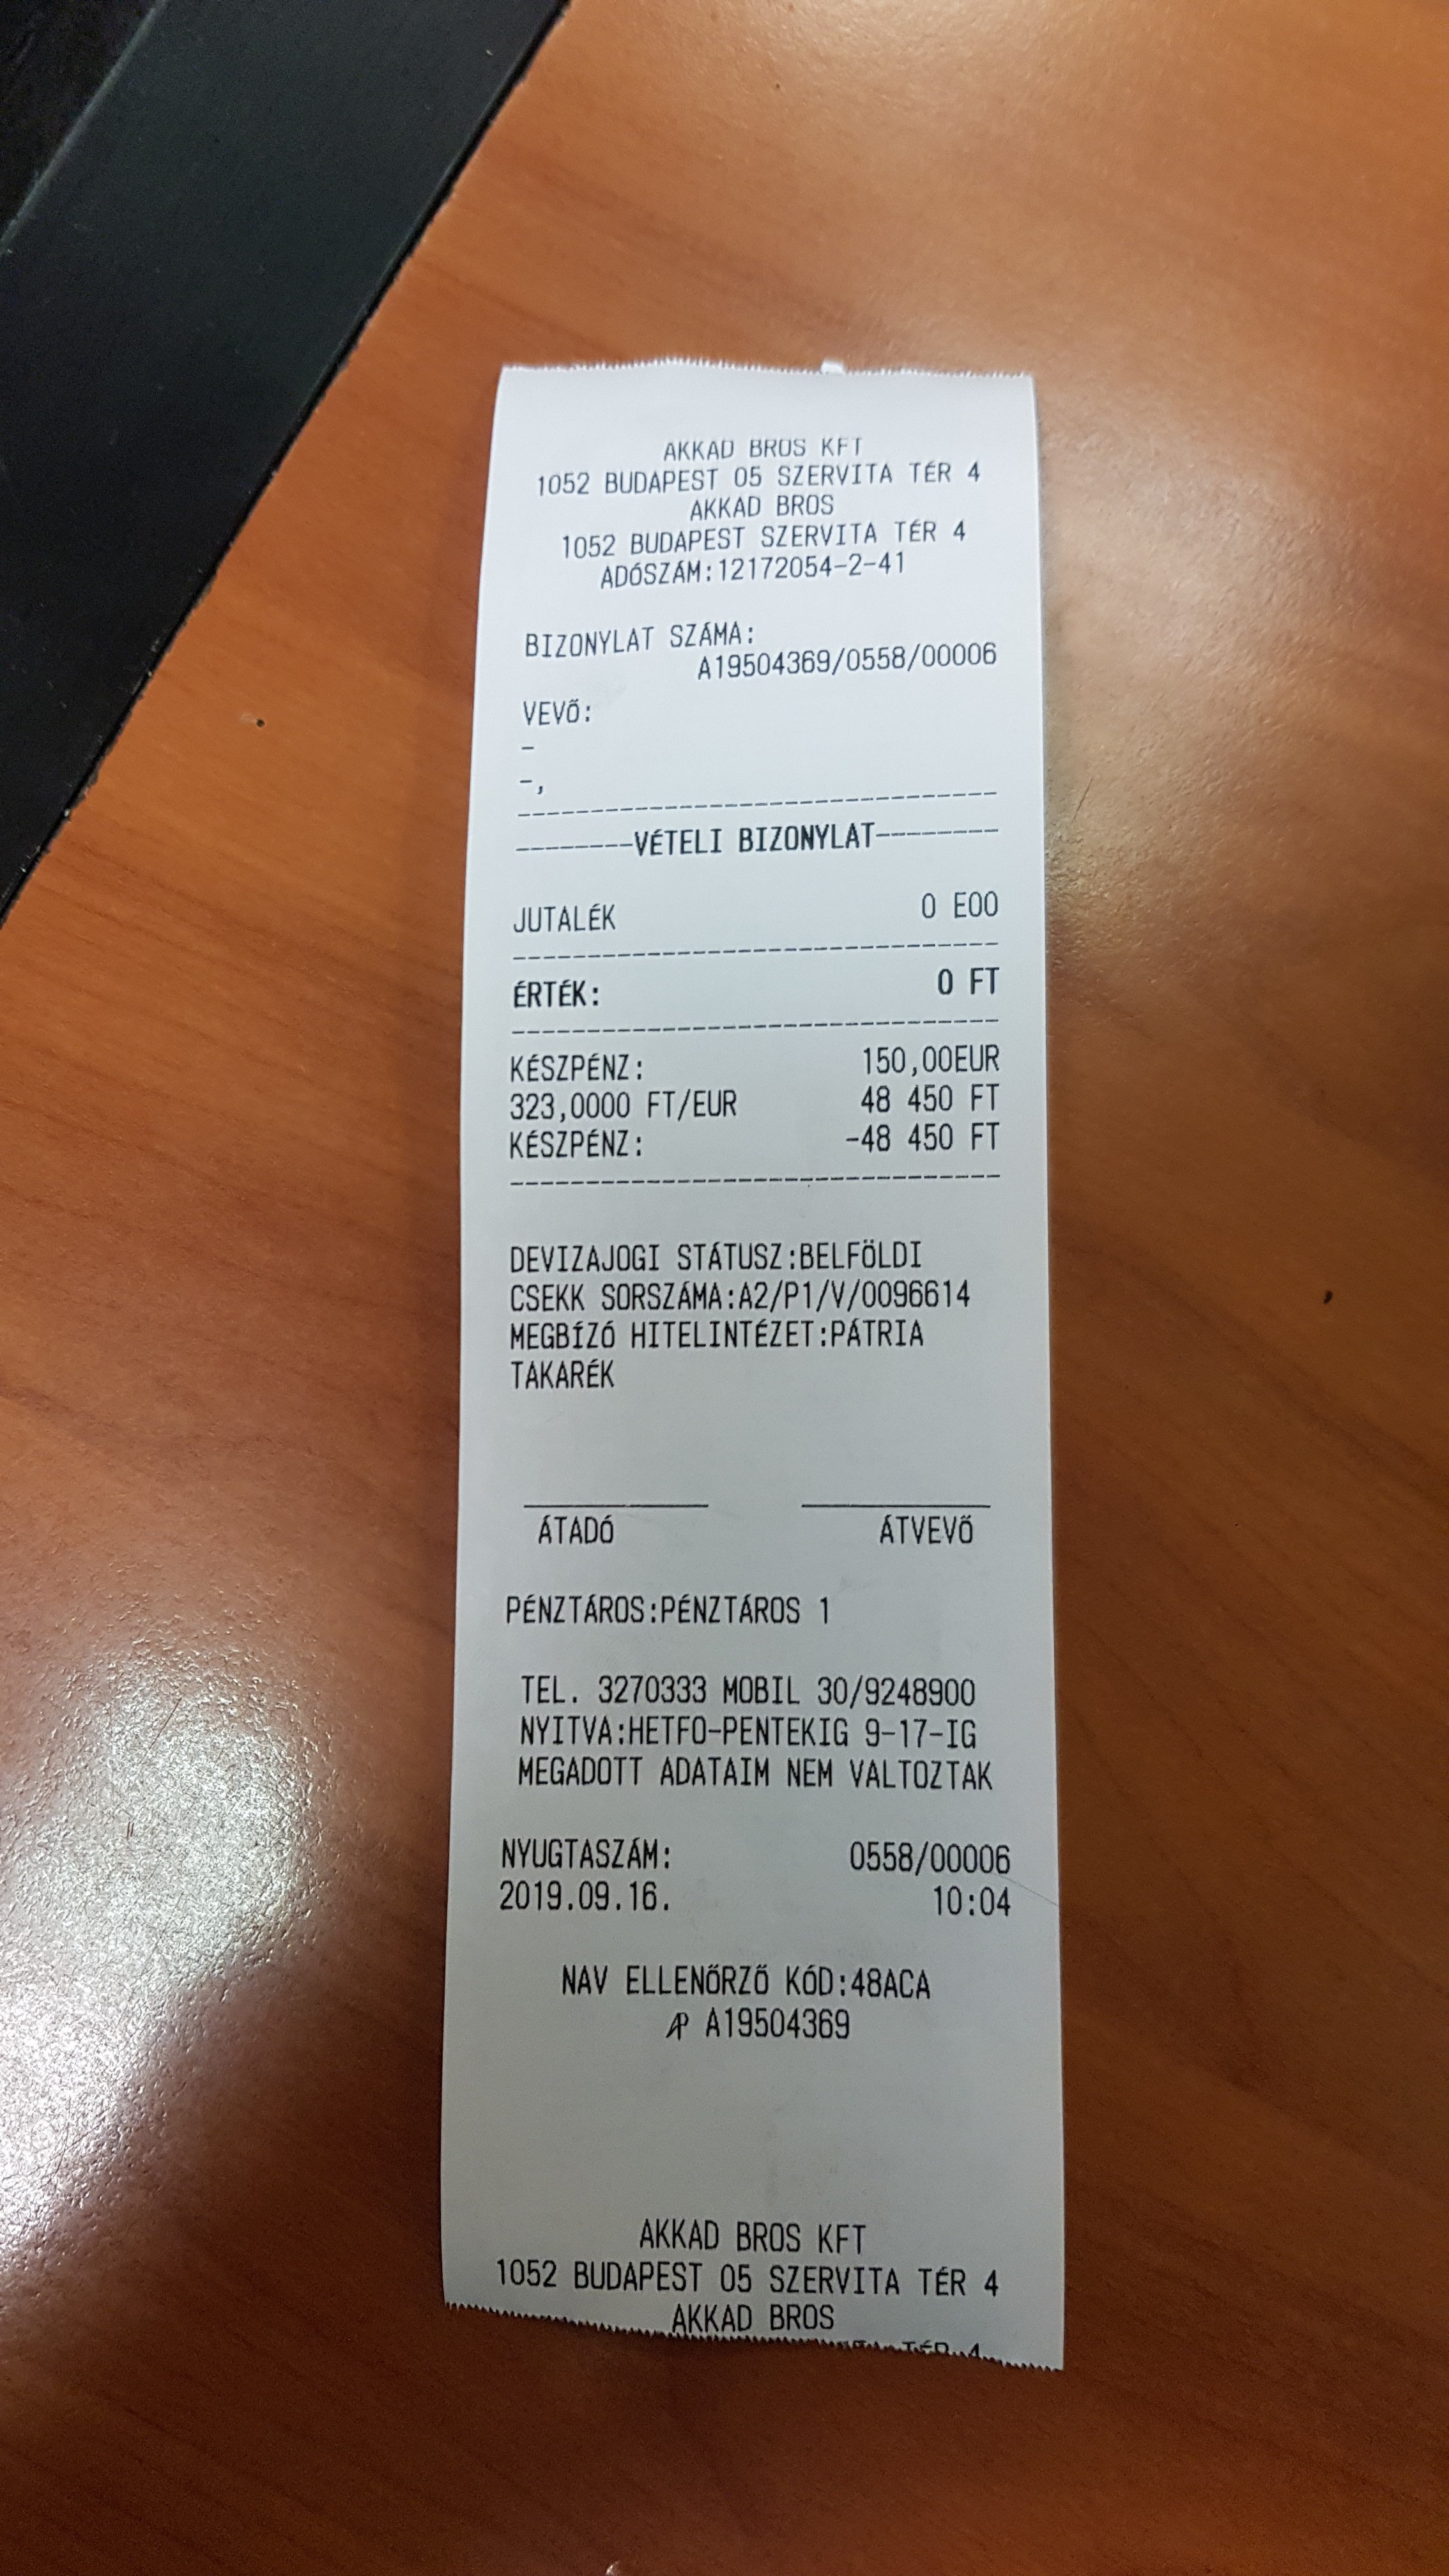 AKKAD BROS KFT
1052 BUDAPEST 05 SZERVITA TÉR 4
AKKAD BROS
1052 BUDAPEST SZERVITA TÉR 4
ADÓSZÁM:12172054-2-41
BIZONYLAT SZÁMA:
A19504369/0558/00006
VEVŐ:
-
-,
--------VÉTELI BIZONYLAT--------
JUTALÉK 0 E00
ÉRTÉK: 0 FT
KÉSZPÉNZ: 150,00EUR
323,0000 FT/EUR 48 450 FT
KÉSZPÉNZ: -48 450 FT
DEVIZAJOGI STÁTUSZ:BELFÖLDI
CSEKK SORSZÁMA:A2/P1/V/0096614
MEGBÍZÓ HITELINTÉZET:PÁTRIA
TAKARÉK
ÁTADÓ ÁTVEVŐ
PÉNZTÁROS:PÉNZTÁROS 1
TEL. 3270333 MOBIL 30/9248900
NYITVA:HETFO-PENTEKIG 9-17-IG
MEGADOTT ADATAIM NEM VALTOZTAK
NYUGTASZÁM: 0558/00006
2019.09.16. 10:04
NAV ELLENŐRZŐ KÓD:48ACA
AP A19504369
AKKAD BROS KFT
1052 BUDAPEST 05 SZERVITA TÉR 4
AKKAD BROS
TÉR 4